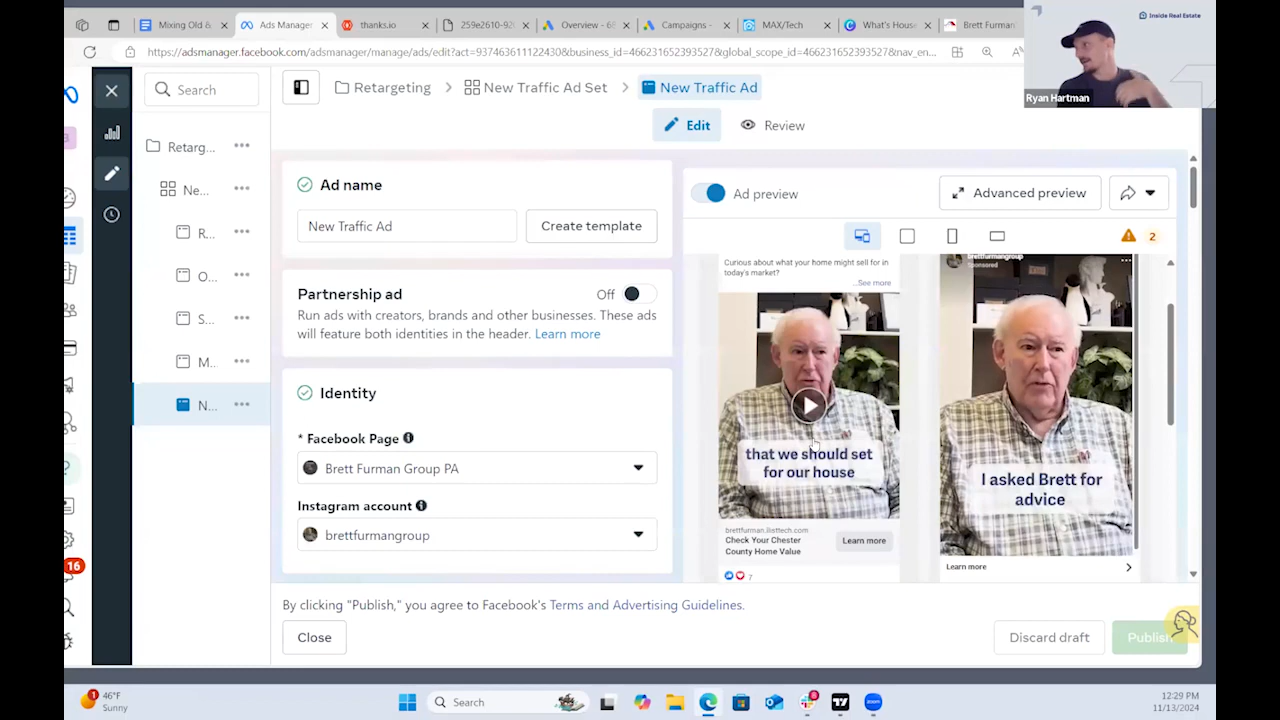 Mixing Old &
Ads Manager
thanks.io
259e2610-92
Overview - 6
Campaigns -
MAX/Tech
What's House
Brett Furman
https://adsmanager.facebook.com/adsmanager/manage/ads/edit?act=937463611122430&business_id=466231652393527&global_scope_id=466231652393527&nav_en...
Inside Real Estate
Ryan Hartman
Search
Retargeting
New Traffic Ad Set
New Traffic Ad
Edit
Review
Retarg...
Ne...
R...
O...
S...
M...
N...
16
Ad name
New Traffic Ad
Create template
Partnership ad
Off
Run ads with creators, brands and other businesses. These ads
will feature both identities in the header. Learn more
Identity
* Facebook Page
Brett Furman Group PA
Instagram account
brettfurmangroup
Ad preview
Advanced preview
2
Curious about what your home might sell for in
today's market?
...See more
that we should set
for our house
brettfurman.ilisttech.com
Check Your Chester
County Home Value
Learn more
7
brettfurmangroup
Sponsored
I asked Brett for
advice
Learn more
By clicking "Publish," you agree to Facebook's Terms and Advertising Guidelines.
Close
Discard draft
Publish
1
46°F
Sunny
Search
8
zoom
12:29 PM
11/13/2024